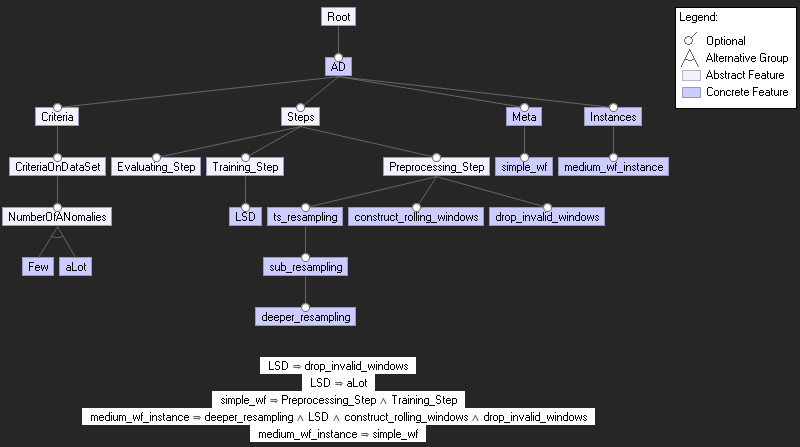 Root
Legend:
Optional
Alternative Group
Abstract Feature
Concrete Feature
AD
Criteria
Steps
Meta
Instances
CriteriaOnDataSet
Evaluating_Step
Training_Step
Preprocessing_Step
simple_wf
medium_wf_instance
NumberOfANomalies
LSD
ts_resampling
construct_rolling_windows
drop_invalid_windows
Few
aLot
sub_resampling
deeper_resampling
LSD ⇒ drop_invalid_windows
LSD ⇒ aLot
simple_wf ⇒ Preprocessing_Step ∧ Training_Step
medium_wf_instance ⇒ deeper_resampling ∧ LSD ∧ construct_rolling_windows ∧ drop_invalid_windows
medium_wf_instance ⇒ simple_wf